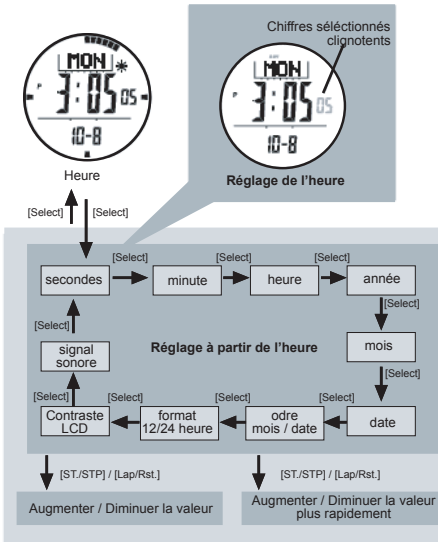 Chiffres séléctionnés
clignotents
MON
P
3:05 05
10-8
Heure
MON
P
3:05 05
10-8
Réglage de l'heure
[Select]
[Select]
[Select]
[Select]
[Select]
secondes
minute
heure
année
[Select]
[Select]
signal
sonore
Réglage à partir de l'heure
mois
[Select]
[Select]
[Select]
[Select]
[Select]
Contraste
LCD
format
12/24 heure
odre
mois / date
date
[ST./STP] / [Lap/Rst.]
[ST./STP] / [Lap/Rst.]
Augmenter / Diminuer la valeur
Augmenter / Diminuer la valeur
plus rapidement